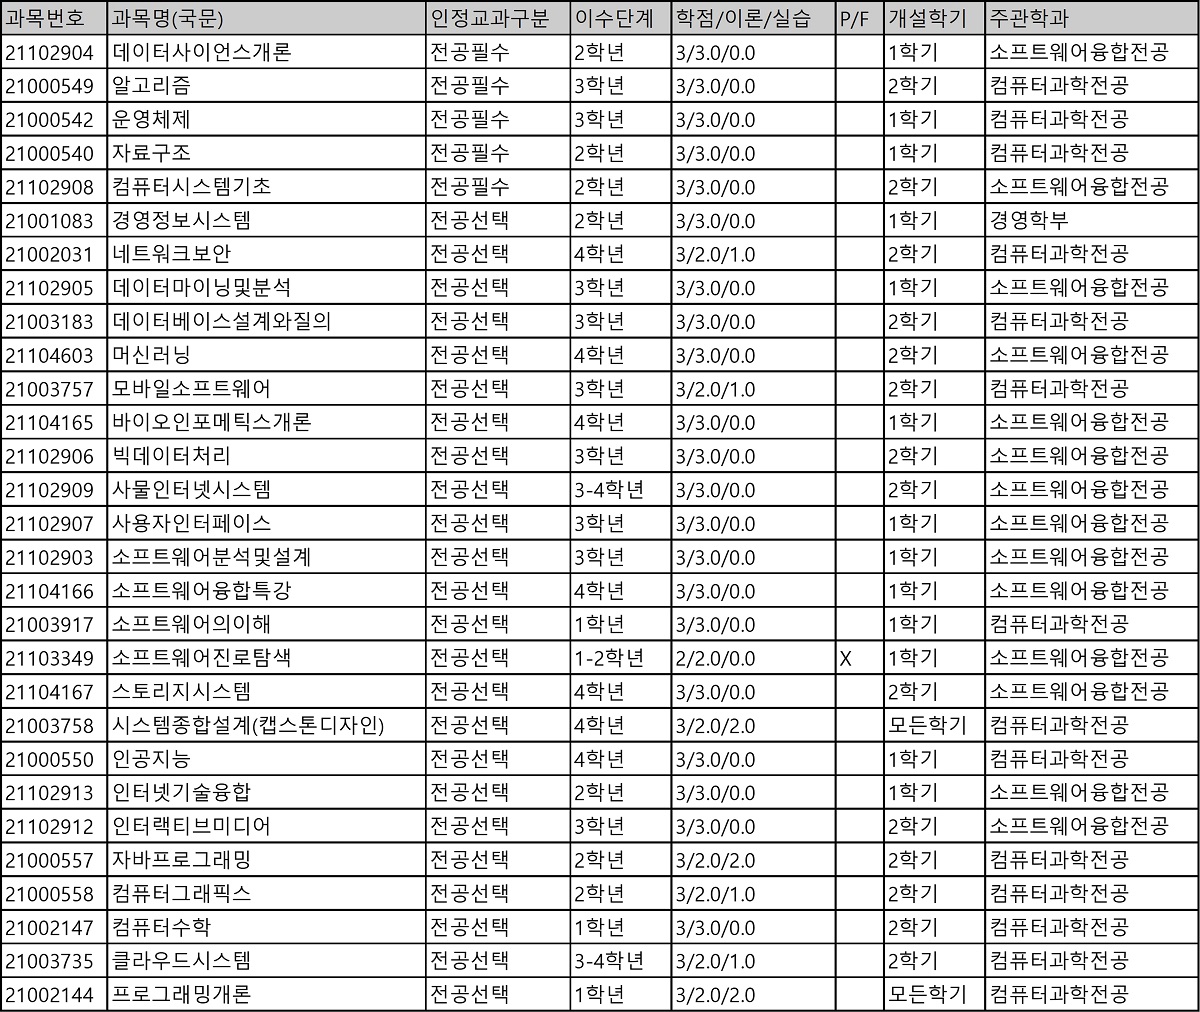 과목번호 과목명(국문) 인정교과구분 이수단계 학점/이론/실습 P/F 개설학기 주관학과
21102904 데이터사이언스개론 전공필수 2학년 3/3.0/0.0 1학기 소프트웨어융합전공
21000549 알고리즘 전공필수 3학년 3/3.0/0.0 2학기 컴퓨터과학전공
21000542 운영체제 전공필수 3학년 3/3.0/0.0 1학기 컴퓨터과학전공
21000540 자료구조 전공필수 2학년 3/3.0/0.0 1학기 컴퓨터과학전공
21102908 컴퓨터시스템기초 전공필수 2학년 3/3.0/0.0 2학기 소프트웨어융합전공
21001083 경영정보시스템 전공선택 2학년 3/3.0/0.0 1학기 경영학부
21002031 네트워크보안 전공선택 4학년 3/2.0/1.0 2학기 컴퓨터과학전공
21102905 데이터마이닝및분석 전공선택 3학년 3/3.0/0.0 1학기 소프트웨어융합전공
21003183 데이터베이스설계와질의 전공선택 3학년 3/3.0/0.0 2학기 컴퓨터과학전공
21104603 머신러닝 전공선택 4학년 3/3.0/0.0 2학기 소프트웨어융합전공
21003757 모바일소프트웨어 전공선택 3학년 3/2.0/1.0 2학기 컴퓨터과학전공
21104165 바이오인포메틱스개론 전공선택 4학년 3/3.0/0.0 1학기 소프트웨어융합전공
21102906 빅데이터처리 전공선택 3학년 3/3.0/0.0 2학기 소프트웨어융합전공
21102909 사물인터넷시스템 전공선택 3-4학년 3/3.0/0.0 2학기 소프트웨어융합전공
21102907 사용자인터페이스 전공선택 3학년 3/3.0/0.0 1학기 소프트웨어융합전공
21102903 소프트웨어분석및설계 전공선택 3학년 3/3.0/0.0 1학기 소프트웨어융합전공
21104166 소프트웨어융합특강 전공선택 4학년 3/3.0/0.0 1학기 소프트웨어융합전공
21003917 소프트웨어의이해 전공선택 1학년 3/3.0/0.0 1학기 컴퓨터과학전공
21103349 소프트웨어진로탐색 전공선택 1-2학년 2/2.0/0.0 X 1학기 소프트웨어융합전공
21104167 스토리지시스템 전공선택 4학년 3/3.0/0.0 2학기 소프트웨어융합전공
21003758 시스템종합설계(캡스톤디자인) 전공선택 4학년 3/2.0/2.0 모든학기 컴퓨터과학전공
21000550 인공지능 전공선택 4학년 3/3.0/0.0 1학기 컴퓨터과학전공
21102913 인터넷기술융합 전공선택 2학년 3/3.0/0.0 1학기 소프트웨어융합전공
21102912 인터랙티브미디어 전공선택 3학년 3/3.0/0.0 2학기 소프트웨어융합전공
21000557 자바프로그래밍 전공선택 2학년 3/2.0/2.0 2학기 컴퓨터과학전공
21000558 컴퓨터그래픽스 전공선택 2학년 3/2.0/1.0 2학기 컴퓨터과학전공
21002147 컴퓨터수학 전공선택 1학년 3/3.0/0.0 2학기 컴퓨터과학전공
21003735 클라우드시스템 전공선택 3-4학년 3/2.0/1.0 2학기 컴퓨터과학전공
21002144 프로그래밍개론 전공선택 1학년 3/2.0/2.0 모든학기 컴퓨터과학전공